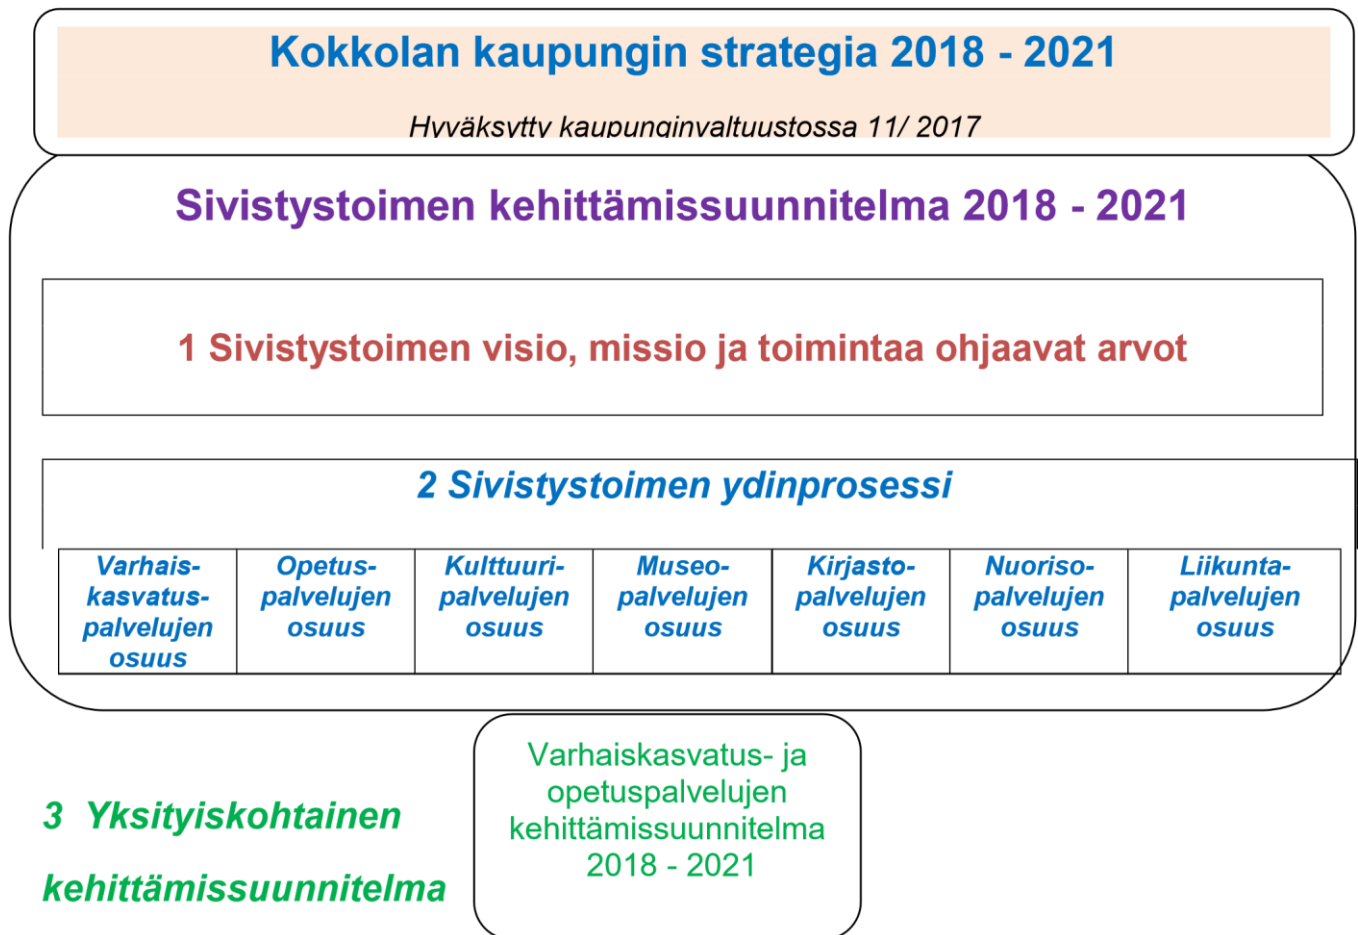 Kokkolan kaupungin strategia 2018 - 2021
Hyväksytty kaupunginvaltuustossa 11/ 2017
Sivistystoimen kehittämissuunnitelma 2018 - 2021
1 Sivistystoimen visio, missio ja toimintaa ohjaavat arvot
2 Sivistystoimen ydinprosessi
Varhais-
kasvatus-
palvelujen
osuus
Opetus-
palvelujen
osuus
Kulttuuri-
palvelujen
osuus
Museo-
palvelujen
osuus
Kirjasto-
palvelujen
osuus
Nuoriso-
palvelujen
osuus
Liikunta-
palvelujen
osuus
3 Yksityiskohtainen
kehittämissuunnitelma
Varhaiskasvatus- ja
opetuspalvelujen
kehittämissuunnitelma
2018 - 2021